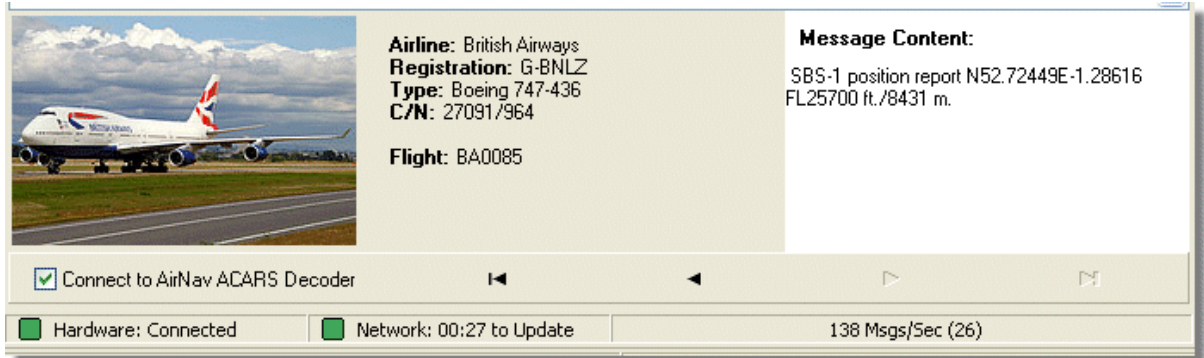 BRITISH AIRWAYS
Airline: British Airways
Registration: G-BNLZ
Type: Boeing 747-436
C/N: 27091/964
Flight: BA0085
Message Content:
SBS-1 position report N52.72449E-1.28616
FL25700 ft./8431 m.
Connect to AirNav ACARS Decoder
Hardware: Connected
Network: 00:27 to Update
138 Msgs/Sec (26)